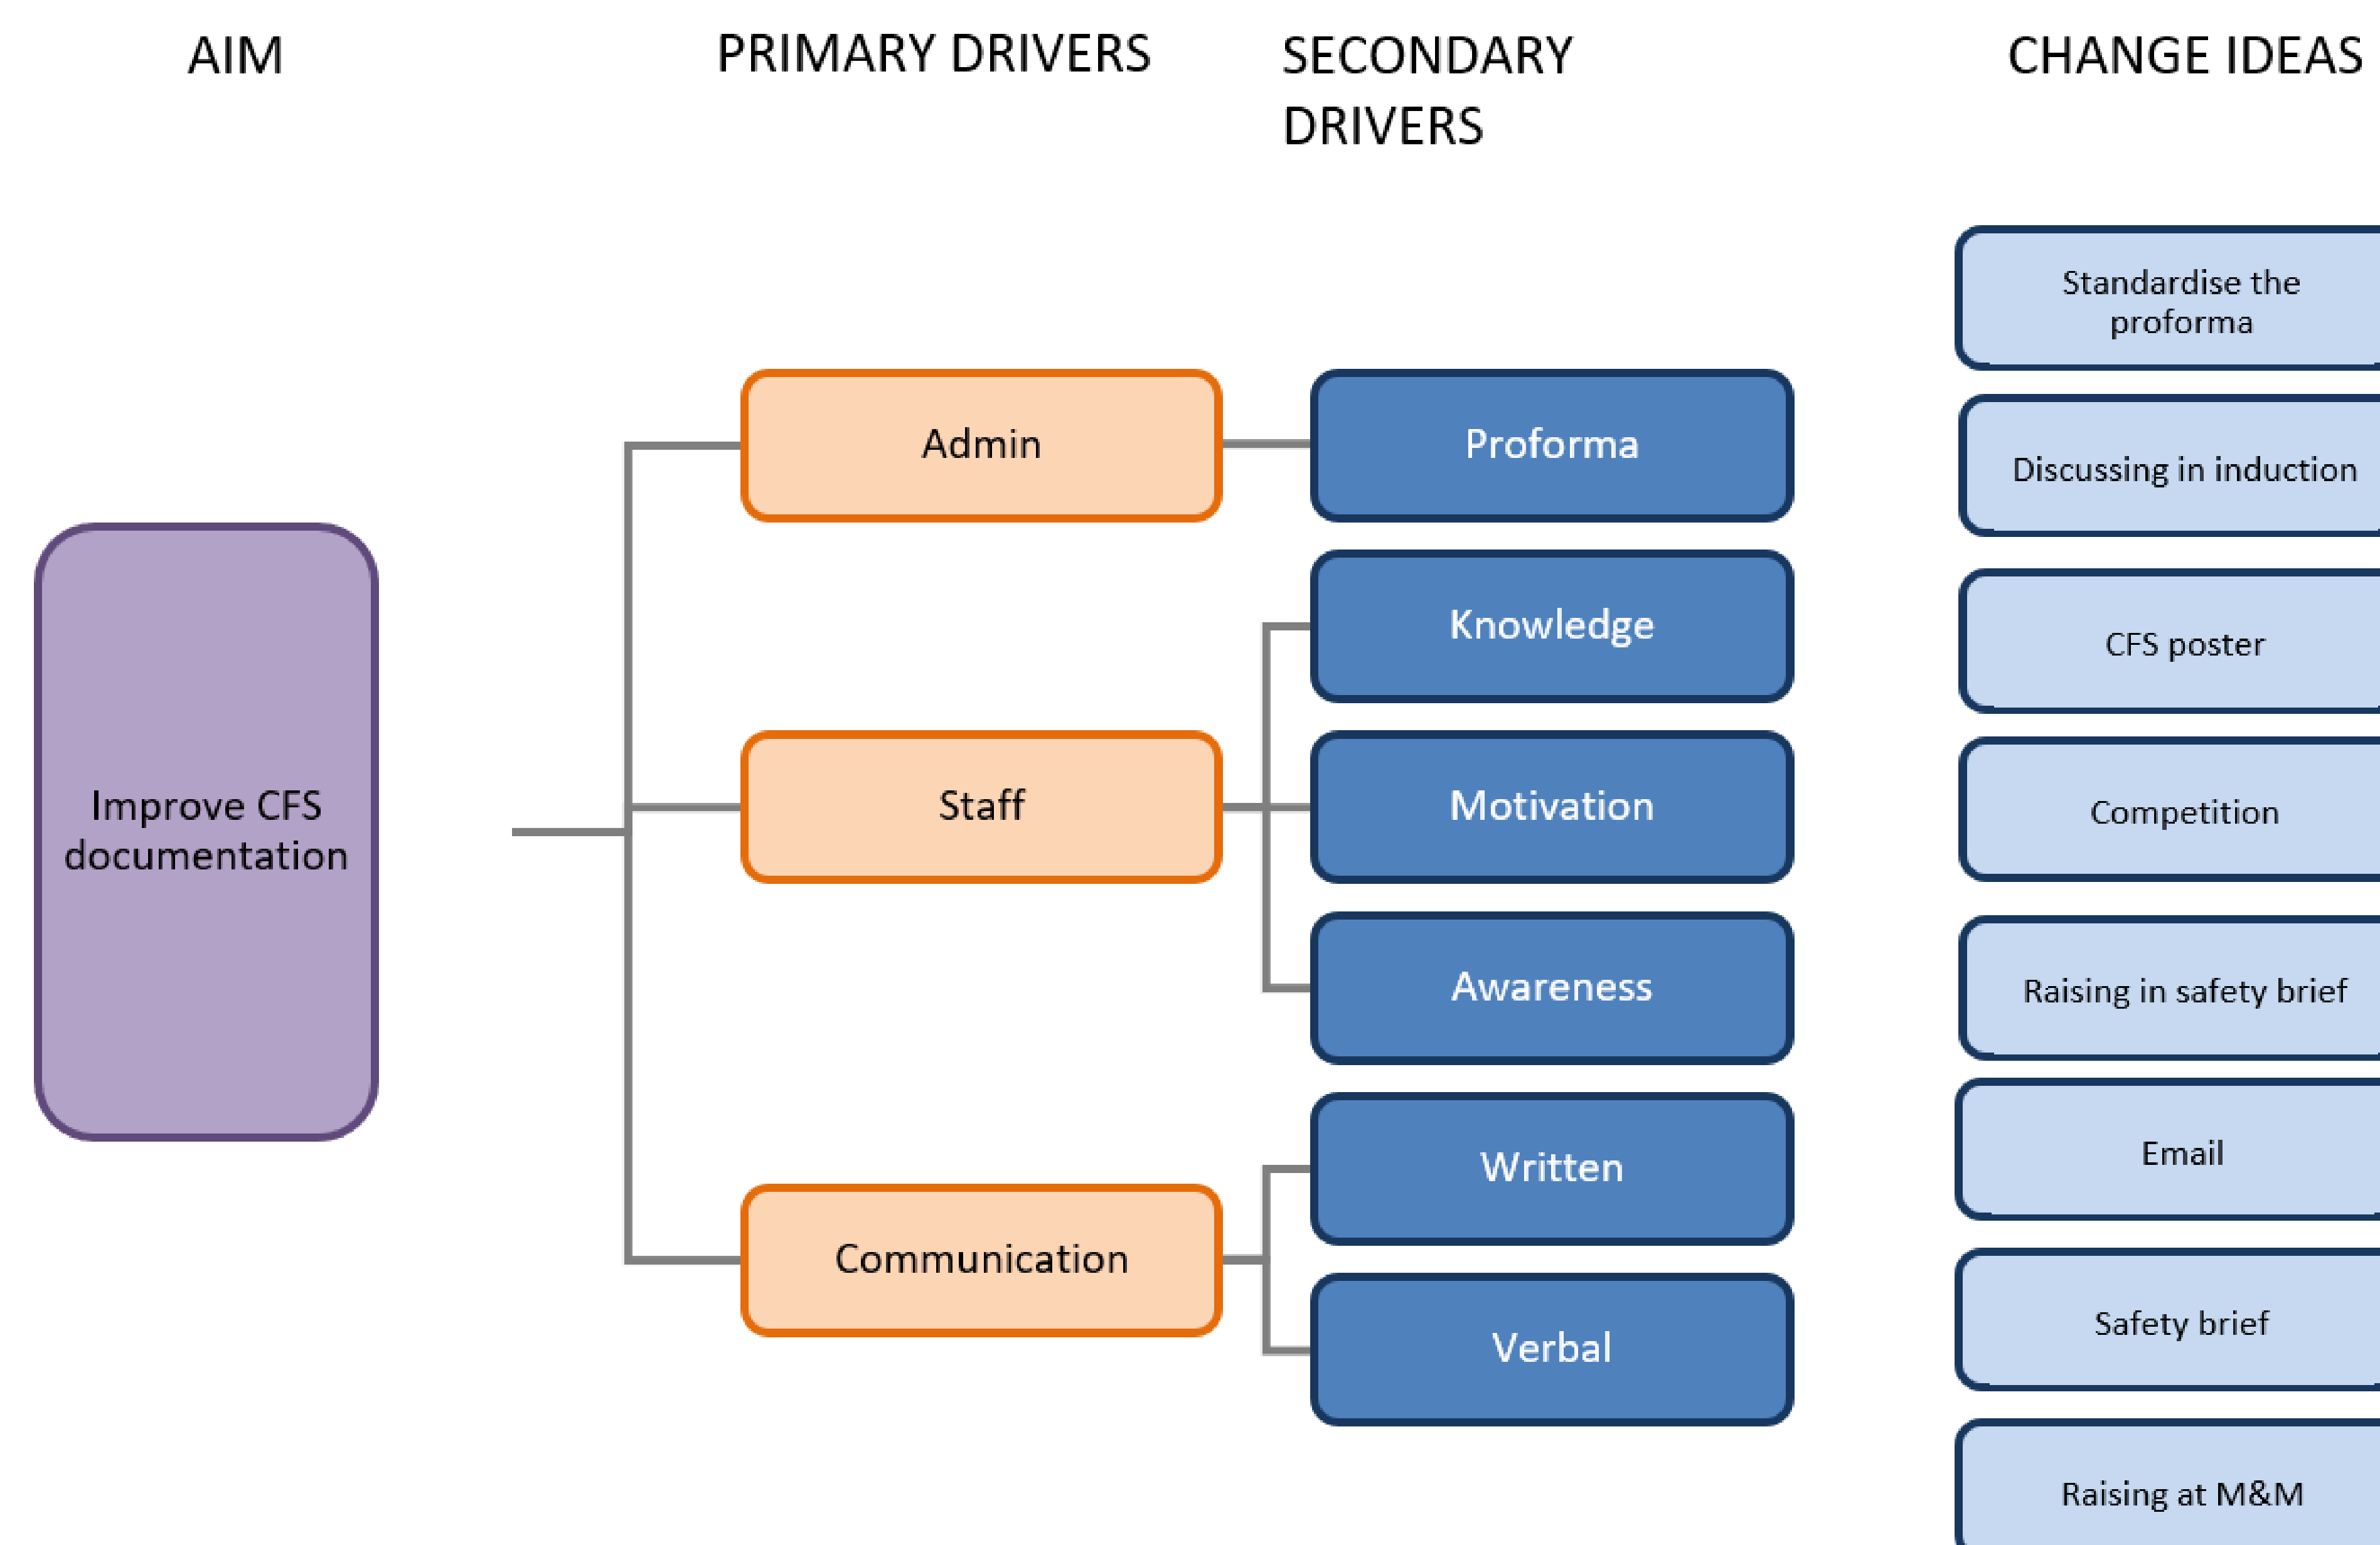 AIM
PRIMARY DRIVERS
SECONDARY
DRIVERS
CHANGE IDEAS
Improve CFS
documentation
Admin
Staff
Communication
Proforma
Knowledge
Motivation
Awareness
Written
Verbal
Standardise the
proforma
Discussing in induction
CFS poster
Competition
Raising in safety brief
Email
Safety brief
Raising at M&M